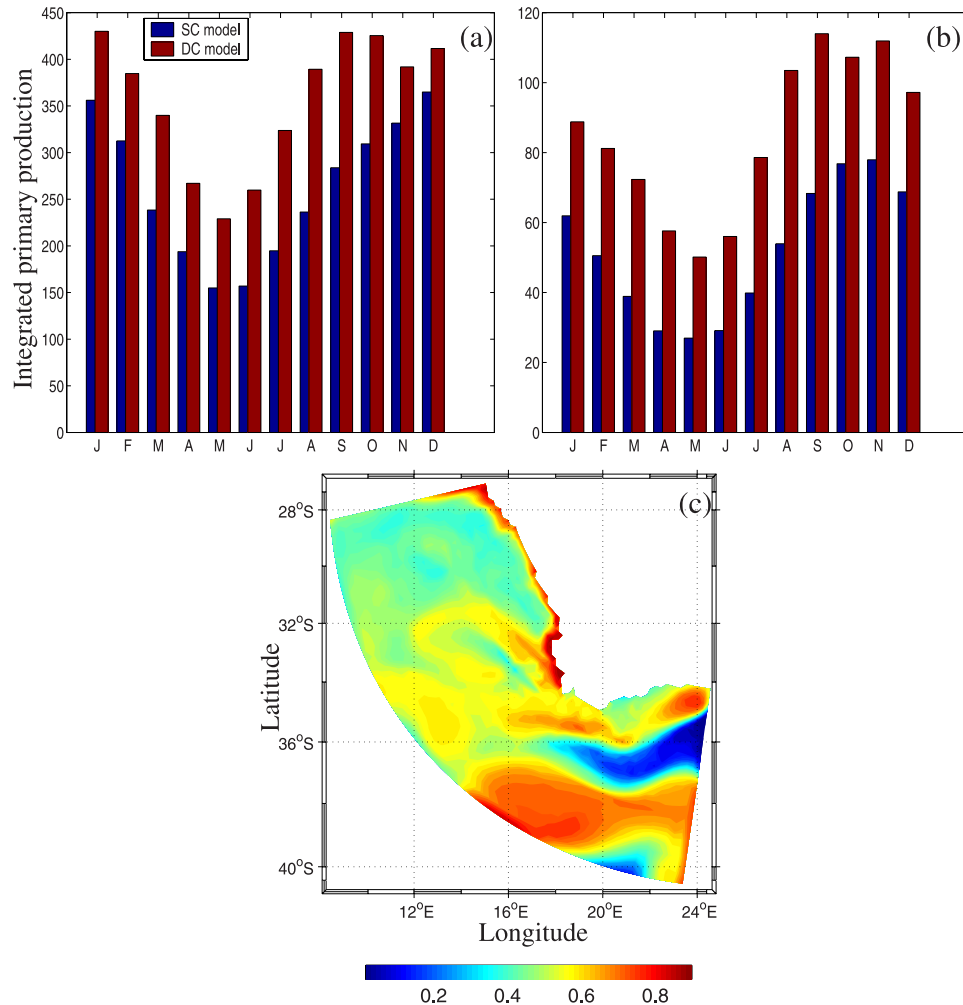 450
400
350
300
250
200
150
100
50
0
Integrated primary production
SC model
DC model
(a)
J F M A M J J A S O N D
120
100
80
60
40
20
0
(b)
J F M A M J J A S O N D
(c)
28°S
32°S
36°S
40°S
Latitude
12°E 16°E 20°E 24°E
Longitude
0.2 0.4 0.6 0.8